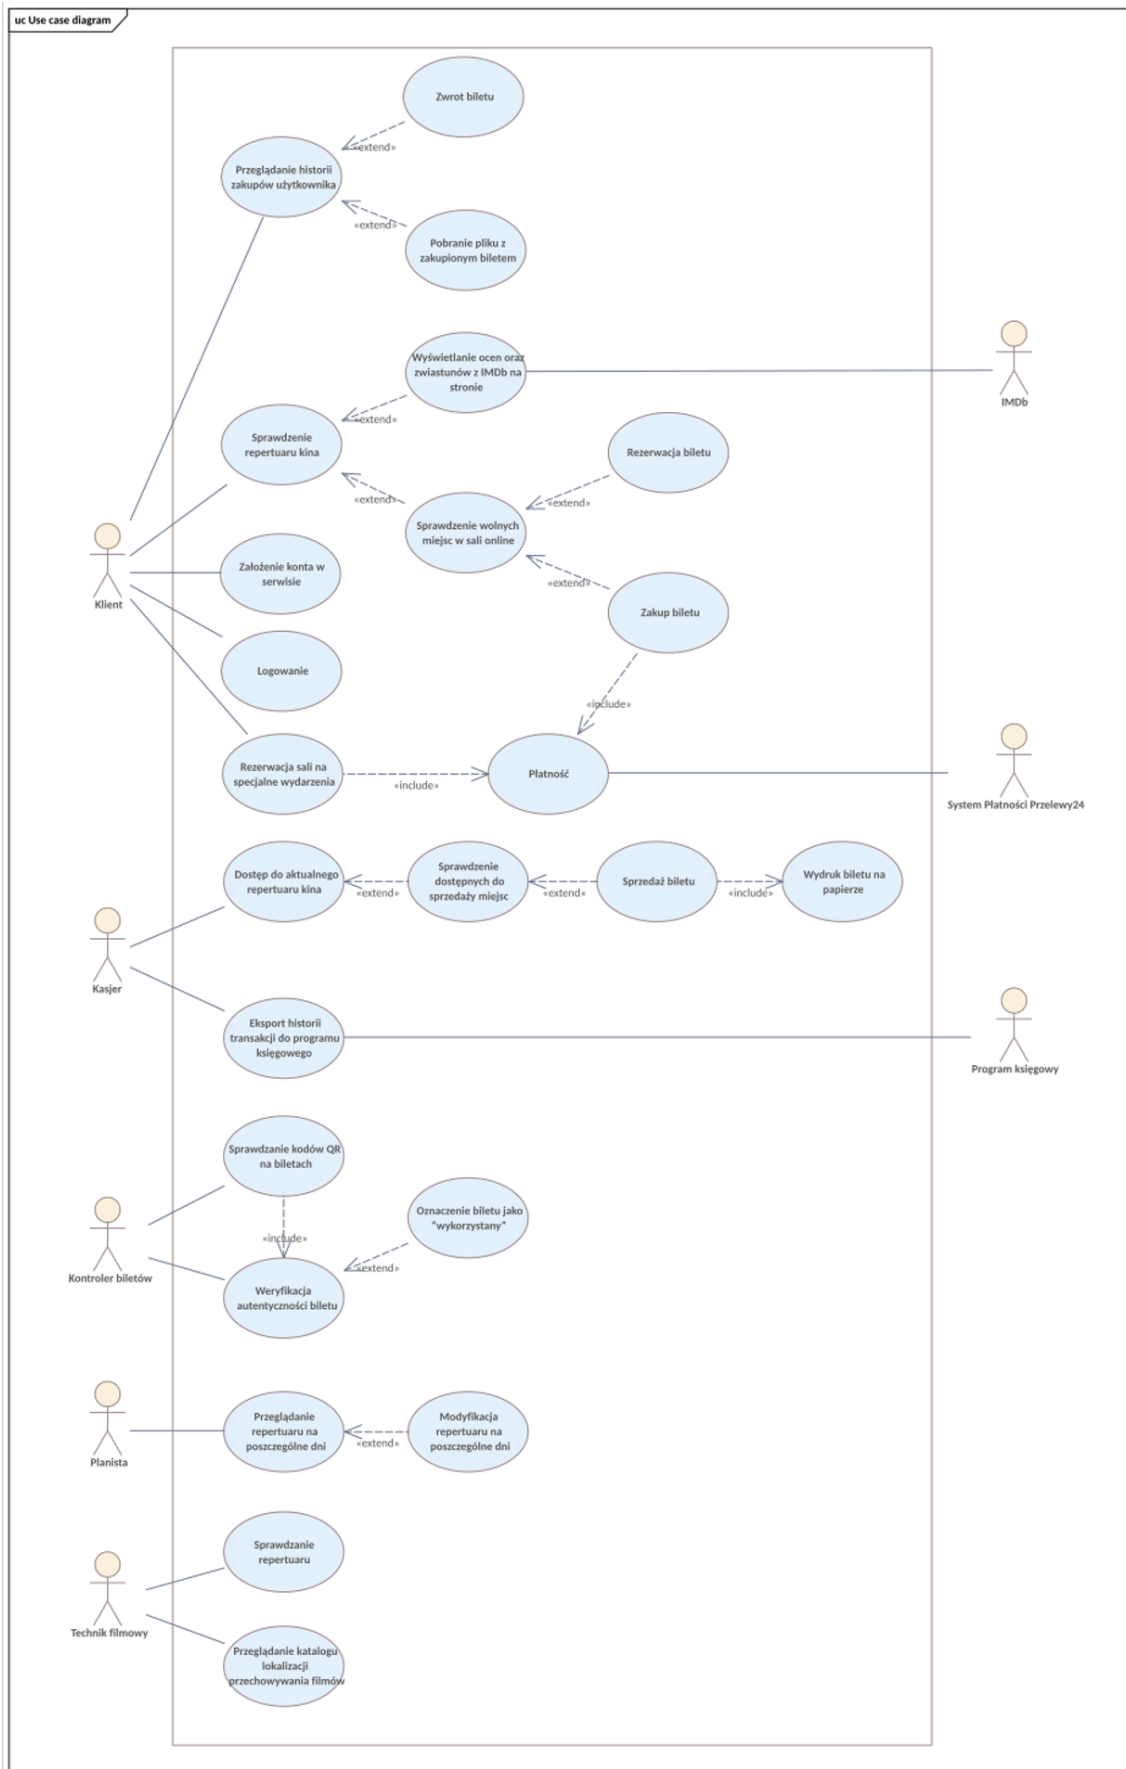 uc Use case diagram
Zwrot biletu
«extend»
Przeglądanie historii
zakupów użytkownika
«extend»
Pobranie pliku z
zakupionym biletem
Wyświetlanie ocen oraz
zwiastunów z IMDb na
stronie
IMDb
«extend»
Sprawdzenie
repertuaru kina
Rezerwacja biletu
«extend»
«extend»
Sprawdzenie wolnych
miejsc w sali online
Założenie konta w
serwisie
«extend»
Klient
Zakup biletu
Logowanie
«include»
Rezerwacja sali na
specjalne wydarzenia
«include»
Płatność
System Płatności Przelewy24
Dostęp do aktualnego
repertuaru kina
«extend»
Sprawdzenie
dostępnych do
sprzedaży miejsc
«extend»
Sprzedaż biletu
«include»
Wydruk biletu na
papierze
Kasjer
Eksport historii
transakcji do programu
księgowego
Program księgowy
Sprawdzanie kodów QR
na biletach
Oznaczenie biletu jako
"wykorzystany"
«include»
«extend»
Kontroler biletów
Weryfikacja
autentyczności biletu
Przeglądanie
repertuaru na
poszczególne dni
«extend»
Modyfikacja
repertuaru na
poszczególne dni
Planista
Sprawdzanie
repertuaru
Technik filmowy
Przeglądanie katalogu
lokalizacji
przechowywania filmów